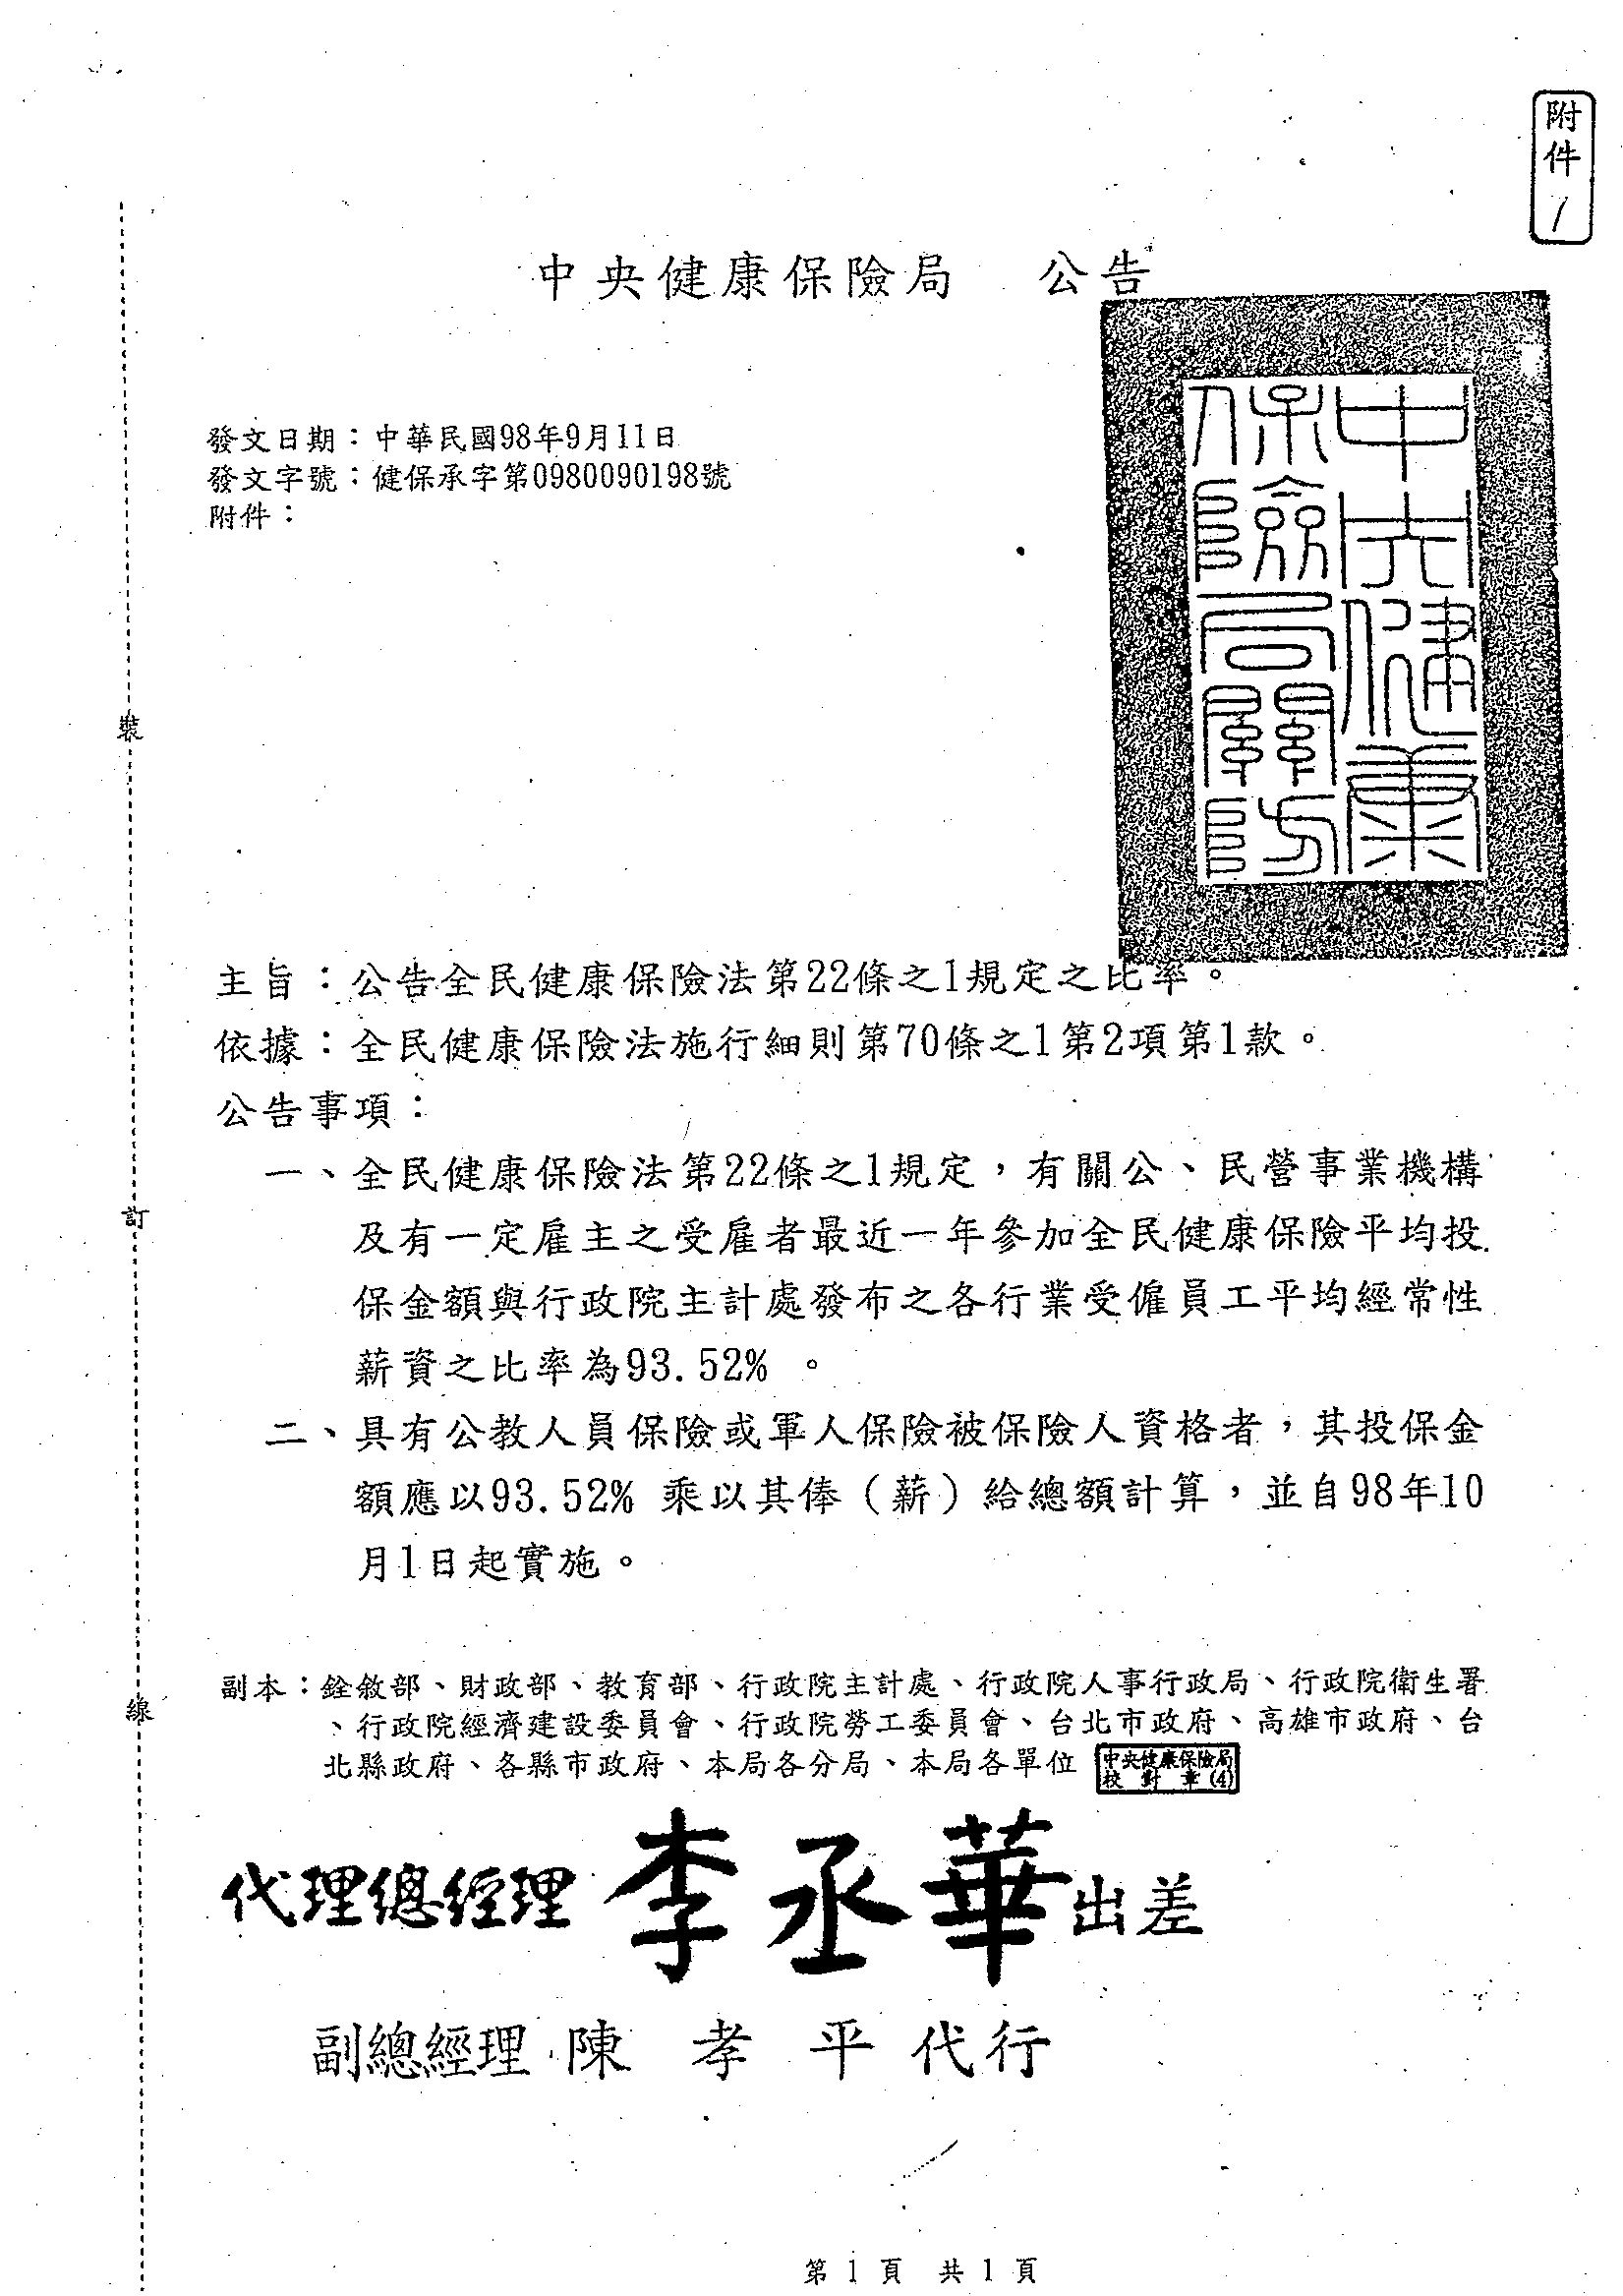 附件1
中央健康保險局 公告
中央健康保險局關防
發文日期：中華民國98年9月11日
發文字號：健保承字第0980090198號
附件：
主旨：公告全民健康保險法第22條之1規定之比率。
依據：全民健康保險法施行細則第70條之1第2項第1款。
公告事項：
一、全民健康保險法第22條之1規定，有關公、民營事業機構
及有一定雇主之受雇者最近一年參加全民健康保險平均投
保金額與行政院主計處發布之各行業受僱員工平均經常性
薪資之比率為93.52% 。
二、具有公教人員保險或軍人保險被保險人資格者，其投保金
額應以93.52% 乘以其俸（薪）給總額計算，並自98年10
月1日起實施。
副本：銓敘部、財政部、教育部、行政院主計處、行政院人事行政局、行政院衛生署
、行政院經濟建設委員會、行政院勞工委員會、台北市政府、高雄市政府、台
北縣政府、各縣市政府、本局各分局、本局各單位
中央健康保險局
校對章(4)
代理總經理 李丞華 出差
副總經理 陳孝平代行
裝
訂
線
第1頁 共1頁